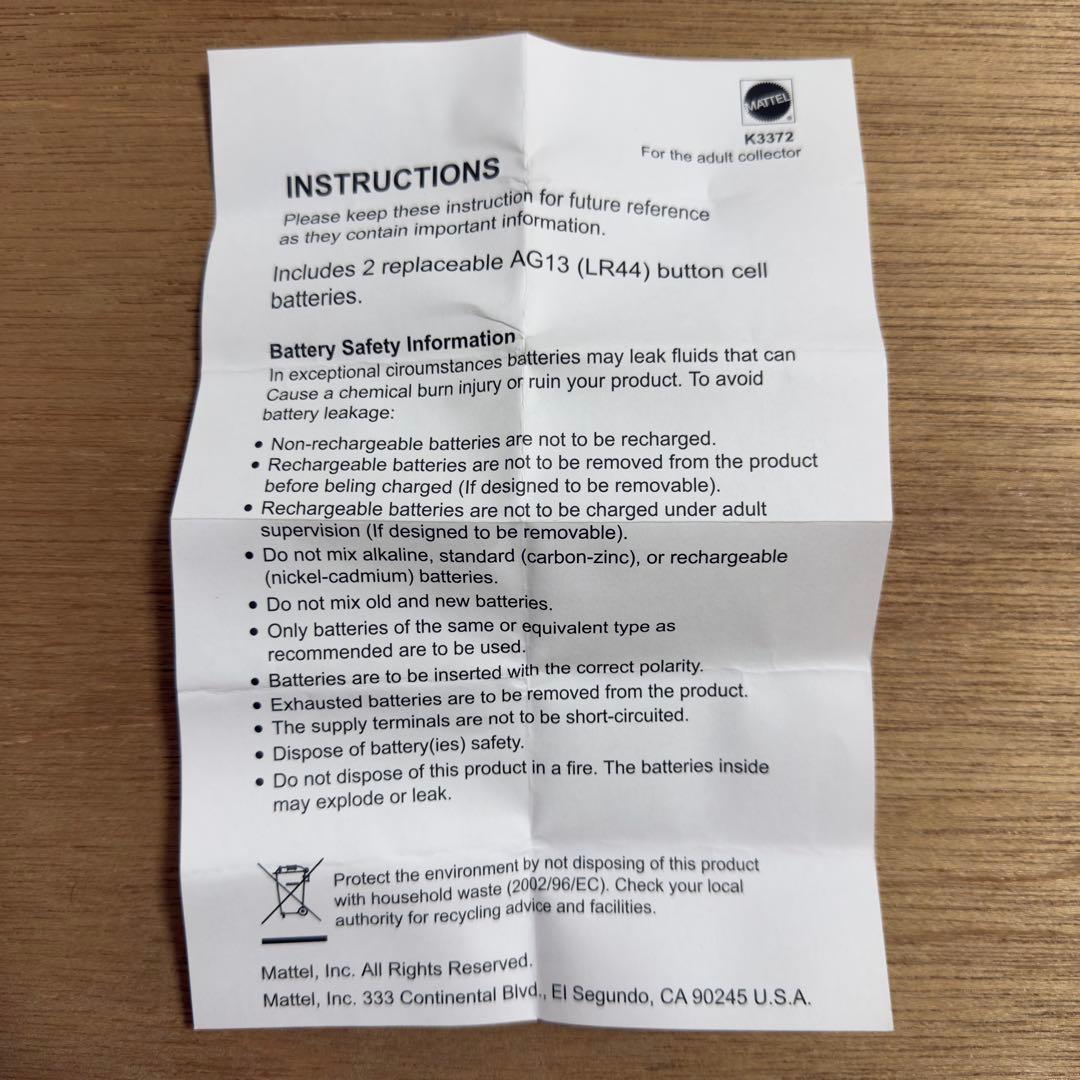 MATTEL
®
K3372
For the adult collector
INSTRUCTIONS
Please keep these instruction for future reference
as they contain important information.
Includes 2 replaceable AG13 (LR44) button cell
batteries.
Battery Safety Information
In exceptional ciroumstances batteries may leak fluids that can
Cause a chemical burn injury or ruin your product. To avoid
battery leakage:
• Non-rechargeable batteries are not to be recharged.
• Rechargeable batteries are not to be removed from the product
before beling charged (If designed to be removable).
• Rechargeable batteries are not to be charged under adult
supervision (If designed to be removable).
• Do not mix alkaline, standard (carbon-zinc), or rechargeable
(nickel-cadmium) batteries.
• Do not mix old and new batteries.
• Only batteries of the same or equivalent type as
recommended are to be used.
• Batteries are to be inserted with the correct polarity.
• Exhausted batteries are to be removed from the product.
• The supply terminals are not to be short-circuited.
• Dispose of battery(ies) safety.
• Do not dispose of this product in a fire. The batteries inside
may explode or leak.
Protect the environment by not disposing of this product
with household waste (2002/96/EC). Check your local
authority for recycling advice and facilities.
Mattel, Inc. All Rights Reserved.
Mattel, Inc. 333 Continental Blvd., El Segundo, CA 90245 U.S.A.